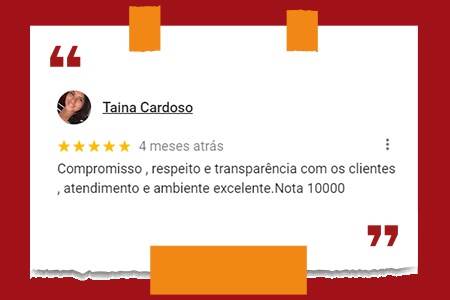 ❝
Taina Cardoso
★★★★★ 4 meses atrás
Compromisso , respeito e transparência com os clientes
, atendimento e ambiente excelente.Nota 10000
❞